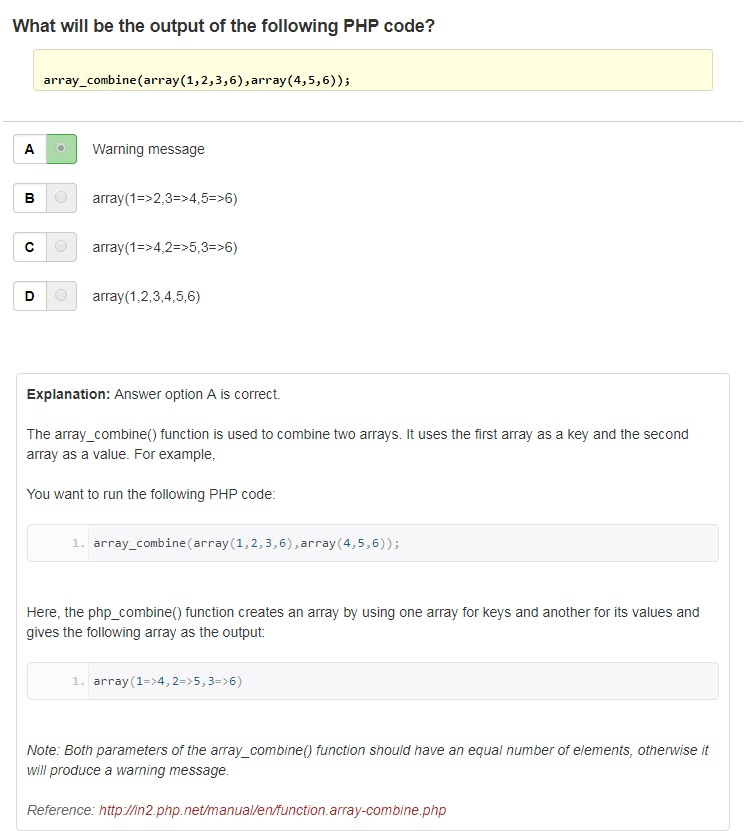 What will be the output of the following PHP code?
array_combine(array(1,2,3,6),array(4,5,6));
A Warning message
B array(1=>2,3=>4,5=>6)
C array(1=>4,2=>5,3=>6)
D array(1,2,3,4,5,6)
Explanation: Answer option A is correct.
The array_combine() function is used to combine two arrays. It uses the first array as a key and the second
array as a value. For example,
You want to run the following PHP code:
1. array_combine(array(1,2,3,6),array(4,5,6));
Here, the php_combine() function creates an array by using one array for keys and another for its values and
gives the following array as the output:
1. array(1=>4,2=>5,3=>6)
Note: Both parameters of the array_combine() function should have an equal number of elements, otherwise it
will produce a warning message.
Reference: http://in2.php.net/manual/en/function.array-combine.php